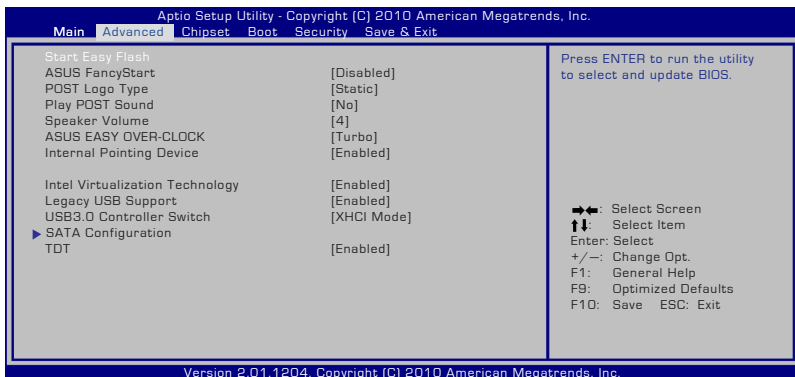 Aptio Setup Utility - Copyright (C) 2010 American Megatrends, Inc.
Main Advanced Chipset Boot Security Save & Exit
Start Easy Flash
ASUS FancyStart [Disabled]
POST Logo Type [Static]
Play POST Sound [No]
Speaker Volume [4]
ASUS EASY OVER-CLOCK [Turbo]
Internal Pointing Device [Enabled]
Intel Virtualization Technology [Enabled]
Legacy USB Support [Enabled]
USB3.0 Controller Switch [XHCI Mode]
SATA Configuration
TDT [Enabled]
Press ENTER to run the utility
to select and update BIOS.
→←: Select Screen
↑↓: Select Item
Enter: Select
+/—: Change Opt.
F1: General Help
F9: Optimized Defaults
F10: Save ESC: Exit
Version 2.01.1204. Copyright (C) 2010 American Megatrends, Inc.